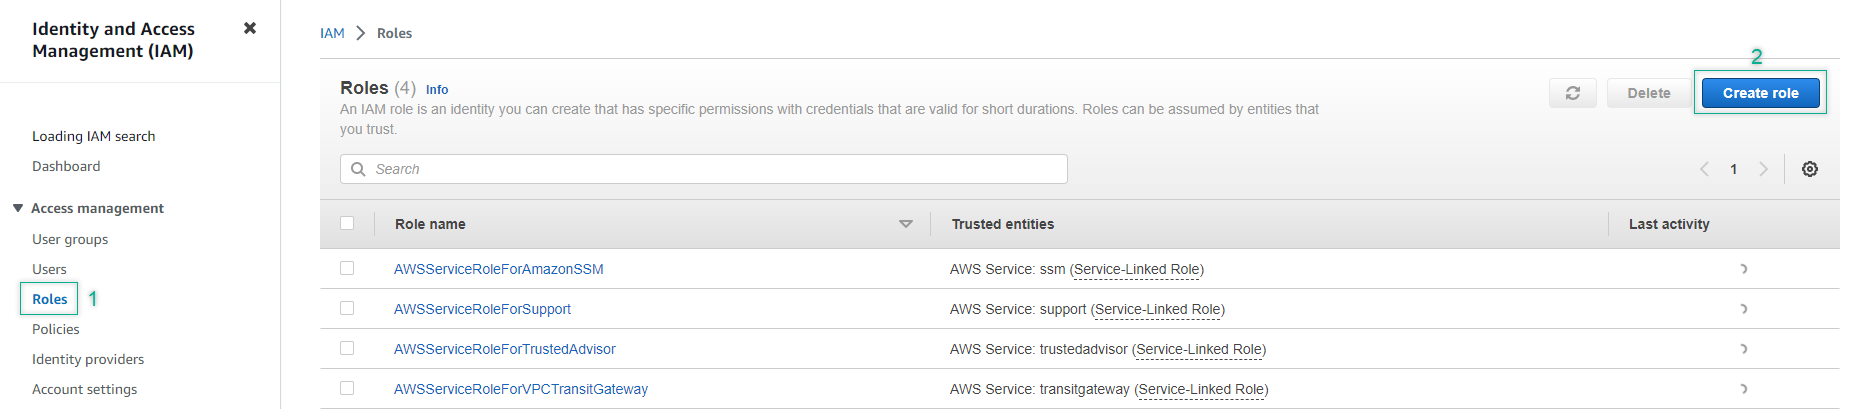 Identity and Access
Management (IAM)
Loading IAM search
Dashboard
Access management
User groups
Users
Roles 1
Policies
Identity providers
Account settings
IAM > Roles
2
Roles (4) Info
Delete
Create role
An IAM role is an identity you can create that has specific permissions with credentials that are valid for short durations. Roles can be assumed by entities that
you trust.
Search
1
Role name Trusted entities Last activity
AWSServiceRoleForAmazonSSM AWS Service: ssm (Service-Linked Role)
AWSServiceRoleForSupport AWS Service: support (Service-Linked Role)
AWSServiceRoleForTrustedAdvisor AWS Service: trustedadvisor (Service-Linked Role)
AWSServiceRoleForVPCTransitGateway AWS Service: transitgateway (Service-Linked Role)